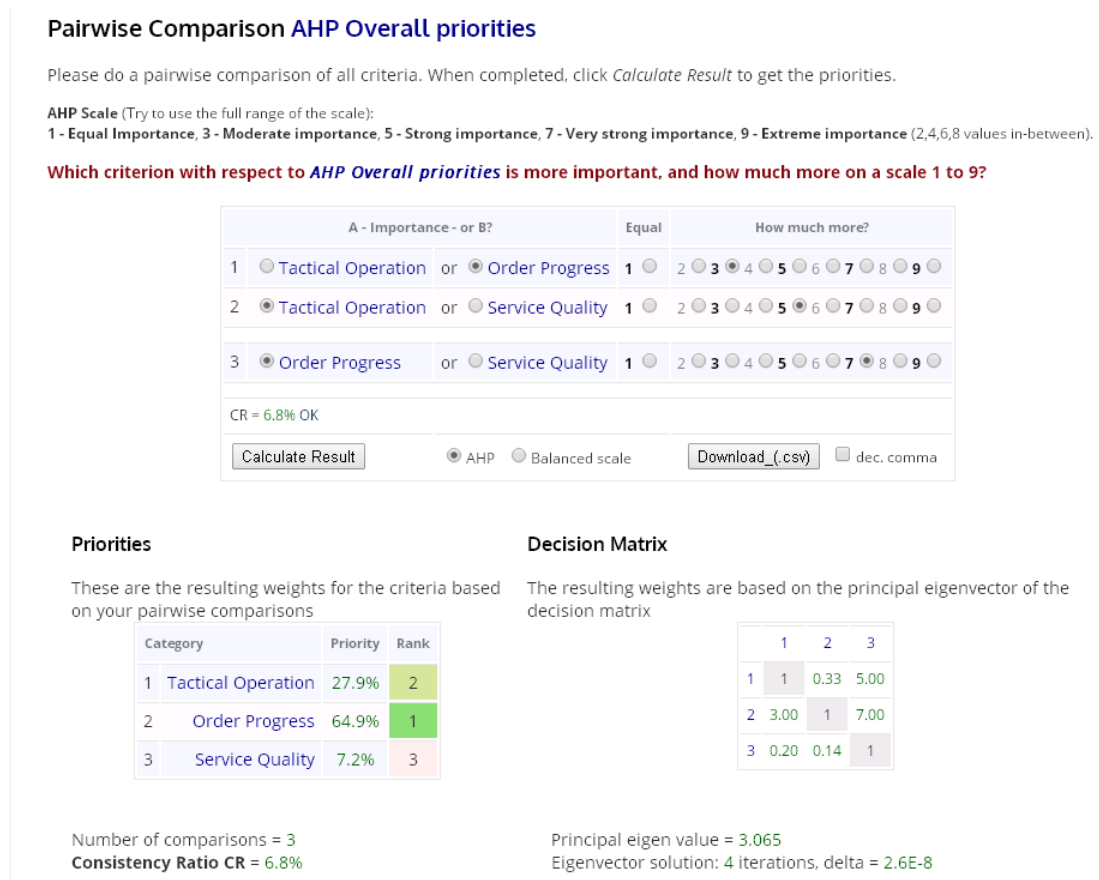 Pairwise Comparison AHP Overall priorities
Please do a pairwise comparison of all criteria. When completed, click Calculate Result to get the priorities.
AHP Scale (Try to use the full range of the scale):
1 - Equal Importance, 3 - Moderate importance, 5 - Strong importance, 7 - Very strong importance, 9 - Extreme importance (2,4,6,8 values in-between).
Which criterion with respect to AHP Overall priorities is more important, and how much more on a scale 1 to 9?
A - Importance - or B? Equal How much more?
1 Tactical Operation or Order Progress 1 2 3 4 5 6 7 8 9
2 Tactical Operation or Service Quality 1 2 3 4 5 6 7 8 9
3 Order Progress or Service Quality 1 2 3 4 5 6 7 8 9
CR = 6.8% OK
Calculate Result AHP Balanced scale Download_(.csv) dec. comma
Priorities
These are the resulting weights for the criteria based
on your pairwise comparisons
Category Priority Rank
1 Tactical Operation 27.9% 2
2 Order Progress 64.9% 1
3 Service Quality 7.2% 3
Number of comparisons = 3
Consistency Ratio CR = 6.8%
Decision Matrix
The resulting weights are based on the principal eigenvector of the
decision matrix
1 2 3
1 1 0.33 5.00
2 3.00 1 7.00
3 0.20 0.14 1
Principal eigen value = 3.065
Eigenvector solution: 4 iterations, delta = 2.6E-8